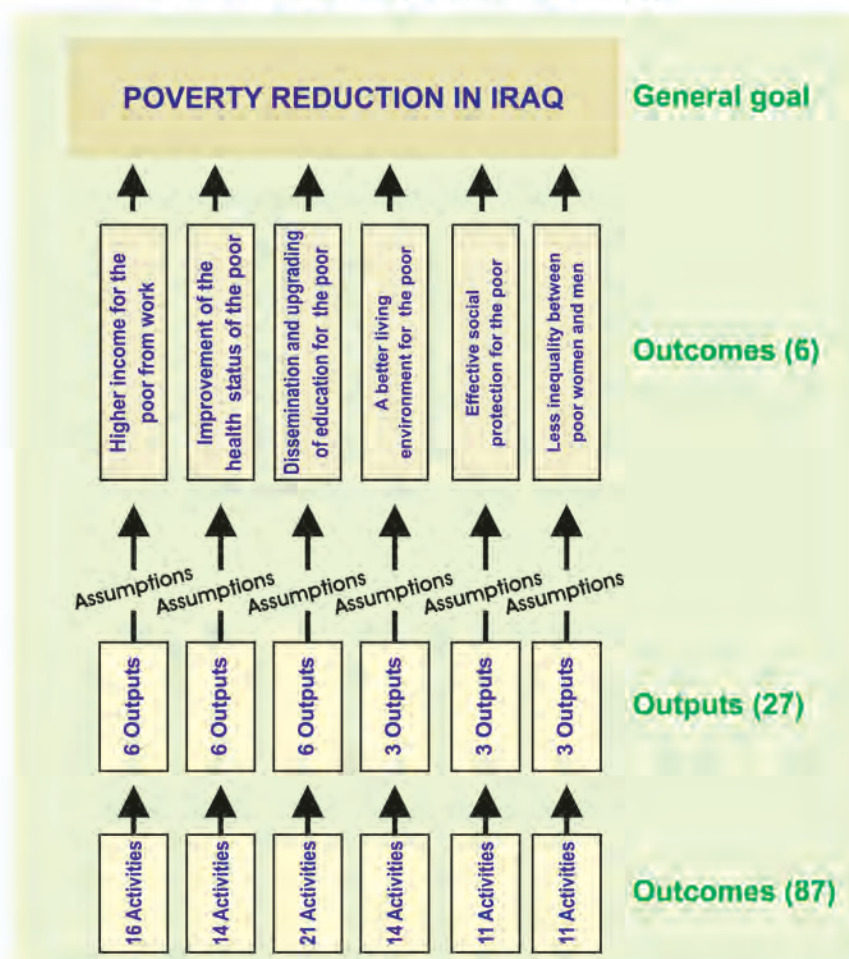 POVERTY REDUCTION IN IRAQ
General goal
Higher income for the
poor from work
Improvement of the
health status of the poor
Dissemination and upgrading
of education for the poor
A better living
environment for the poor
Effective social
protection for the poor
Less inequality between
poor women and men
Outcomes (6)
Assumptions
Assumptions
Assumptions
Assumptions
Assumptions
Assumptions
6 Outputs
6 Outputs
6 Outputs
3 Outputs
3 Outputs
3 Outputs
Outputs (27)
16 Activities
14 Activities
21 Activities
14 Activities
11 Activities
11 Activities
Outcomes (87)